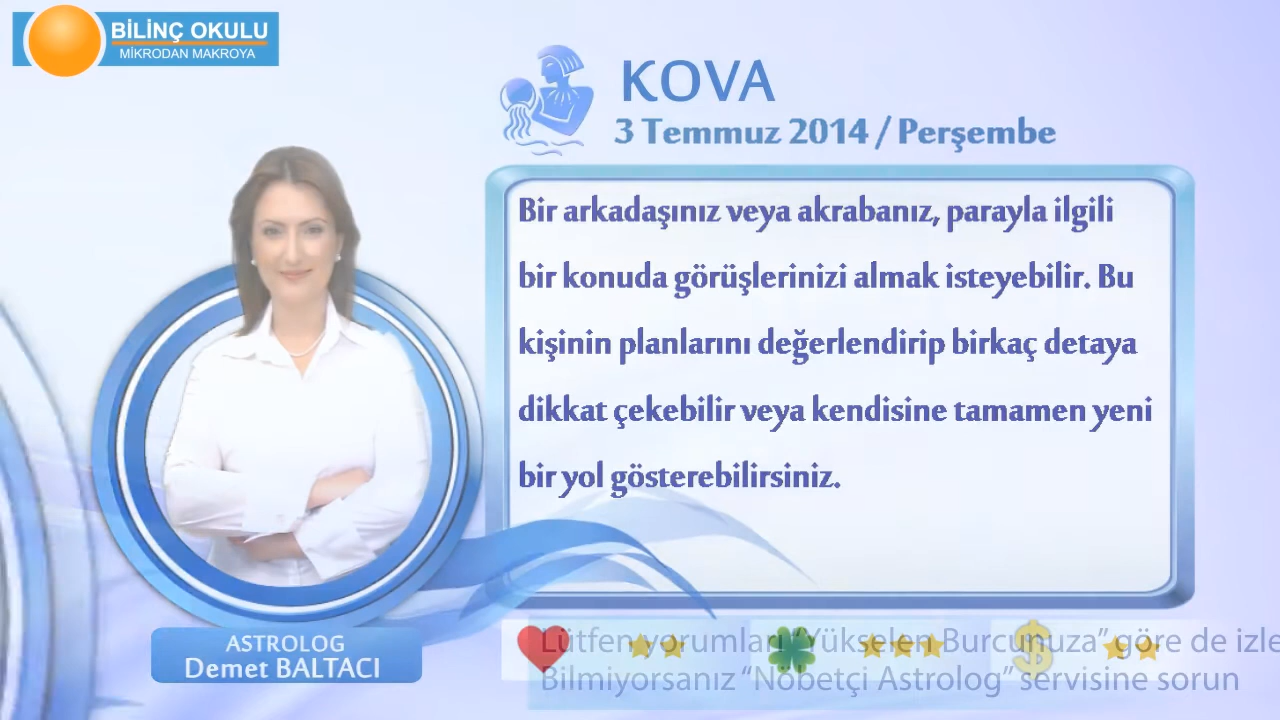 BİLİNÇ OKULU
MİKRODAN MAKROYA
KOVA
3 Temmuz 2014 / Perşembe
Bir arkadaşınız veya akrabanız, parayla ilgili
bir konuda görüşlerinizi almak isteyebilir. Bu
kişinin planlarını değerlendirip birkaç detaya
dikkat çekebilir veya kendisine tamamen yeni
bir yol gösterebilirsiniz.
ASTROLOG
Demet BALTACI
Lütfen yorumları "Yükselen Burcunuza" göre de izle
Bilmiyorsanız "Nöbetçi Astrolog" servisine sorun